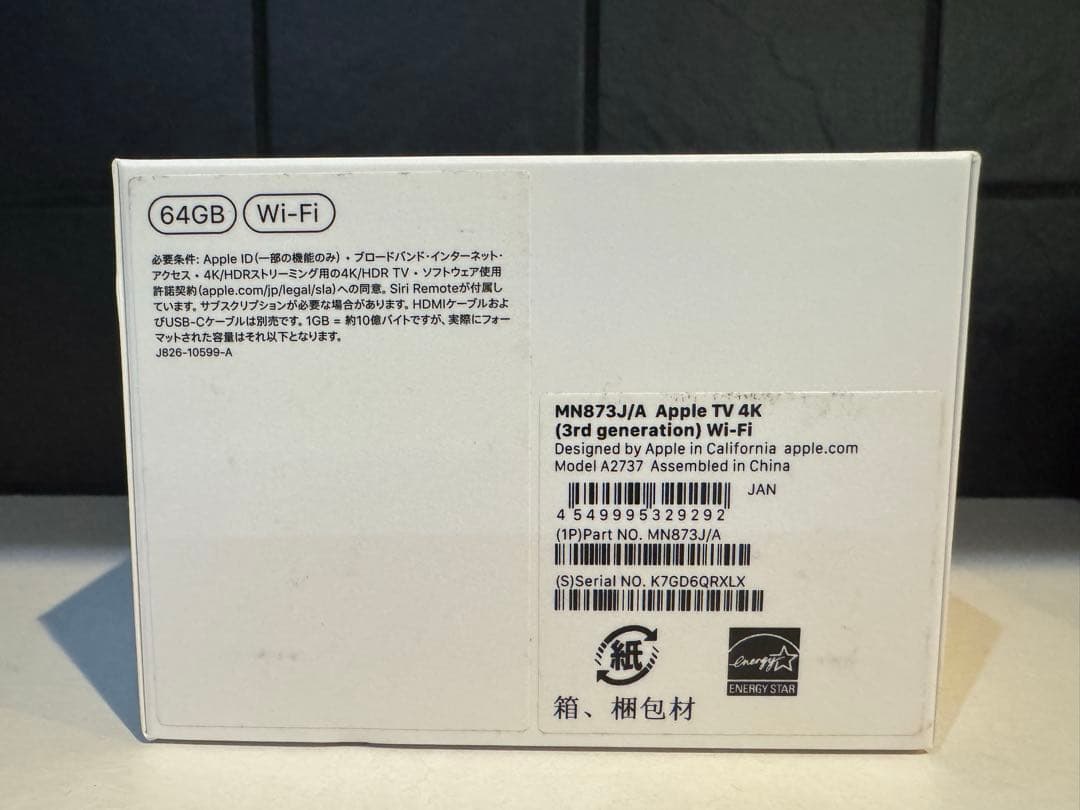 64GB Wi-Fi
必要条件: Apple ID(一部の機能のみ)・ブロードバンド・インターネット・
アクセス・4K/HDRストリーミング用の4K/HDR TV・ソフトウェア使用
許諾契約(apple.com/jp/legal/sla)への同意。Siri Remoteが付属し
ています。サブスクリプションが必要な場合があります。HDMIケーブルおよ
びUSB-Cケーブルは別売です。1GB = 約10億バイトですが、実際にフォー
マットされた容量はそれ以下となります。
J826-10599-A
MN873J/A Apple TV 4K
(3rd generation) Wi-Fi
Designed by Apple in California apple.com
Model A2737 Assembled in China
JAN
4549995329292
(1P)Part NO. MN873J/A
(S)Serial NO. K7GD6QRXLX
紙
energy
ENERGY STAR
箱、梱包材